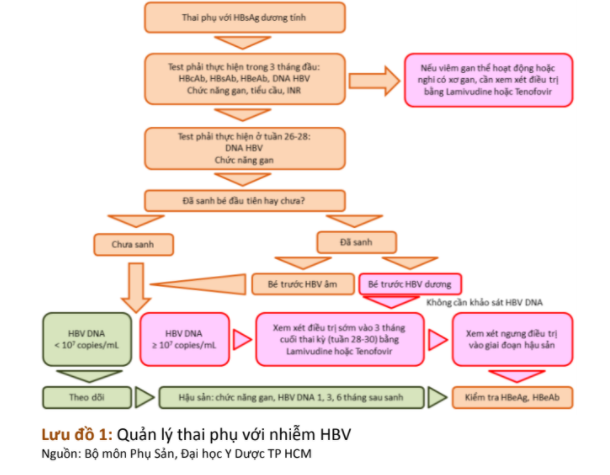 Thai phụ với HBsAg dương tính
Test phải thực hiện trong 3 tháng đầu:
HBcAb, HBsAb, HBeAb, DNA HBV
Chức năng gan, tiểu cầu, INR
Nếu viêm gan thể hoạt động hoặc
nghi có xơ gan, cần xem xét điều trị
bằng Lamivudine hoặc Tenofovir
Test phải thực hiện ở tuần 26-28:
DNA HBV
Chức năng gan
Đã sanh bé đầu tiên hay chưa?
Chưa sanh
Đã sanh
Bé trước HBV âm
Bé trước HBV dương
Không cần khảo sát HBV DNA
HBV DNA
< 10⁷ copies/mL
HBV DNA
≥ 10⁷ copies/mL
Xem xét điều trị sớm vào 3 tháng
cuối thai kỳ (tuần 28-30) bằng
Lamivudine hoặc Tenofovir
Xem xét ngưng điều trị
vào giai đoạn hậu sản
Theo dõi
Hậu sản: chức năng gan, HBV DNA 1, 3, 6 tháng sau sanh
Kiểm tra HBeAg, HBeAb
Lưu đồ 1: Quản lý thai phụ với nhiễm HBV
Nguồn: Bộ môn Phụ Sản, Đại học Y Dược TP HCM